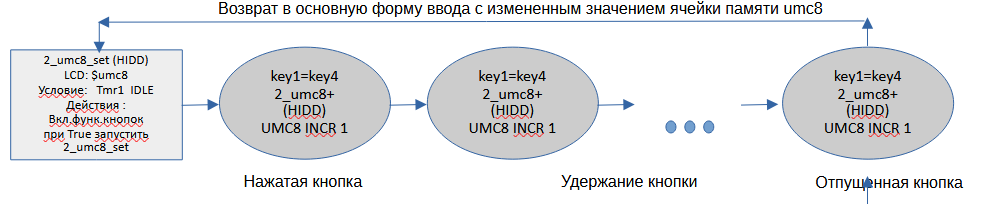 Возврат в основную форму ввода с измененным значением ячейки памяти umc8
2_umc8_set (HIDD)
LCD: $umc8
Условие: Tmr1 IDLE
Действия :
Вкл.функ.кнопок
при True запустить
2_umc8_set
key1=key4
2_umc8+
(HIDD)
UMC8 INCR 1
key1=key4
2_umc8+
(HIDD)
UMC8 INCR 1
key1=key4
2_umc8+
(HIDD)
UMC8 INCR 1
Нажатая кнопка
Удержание кнопки
Отпущенная кнопка